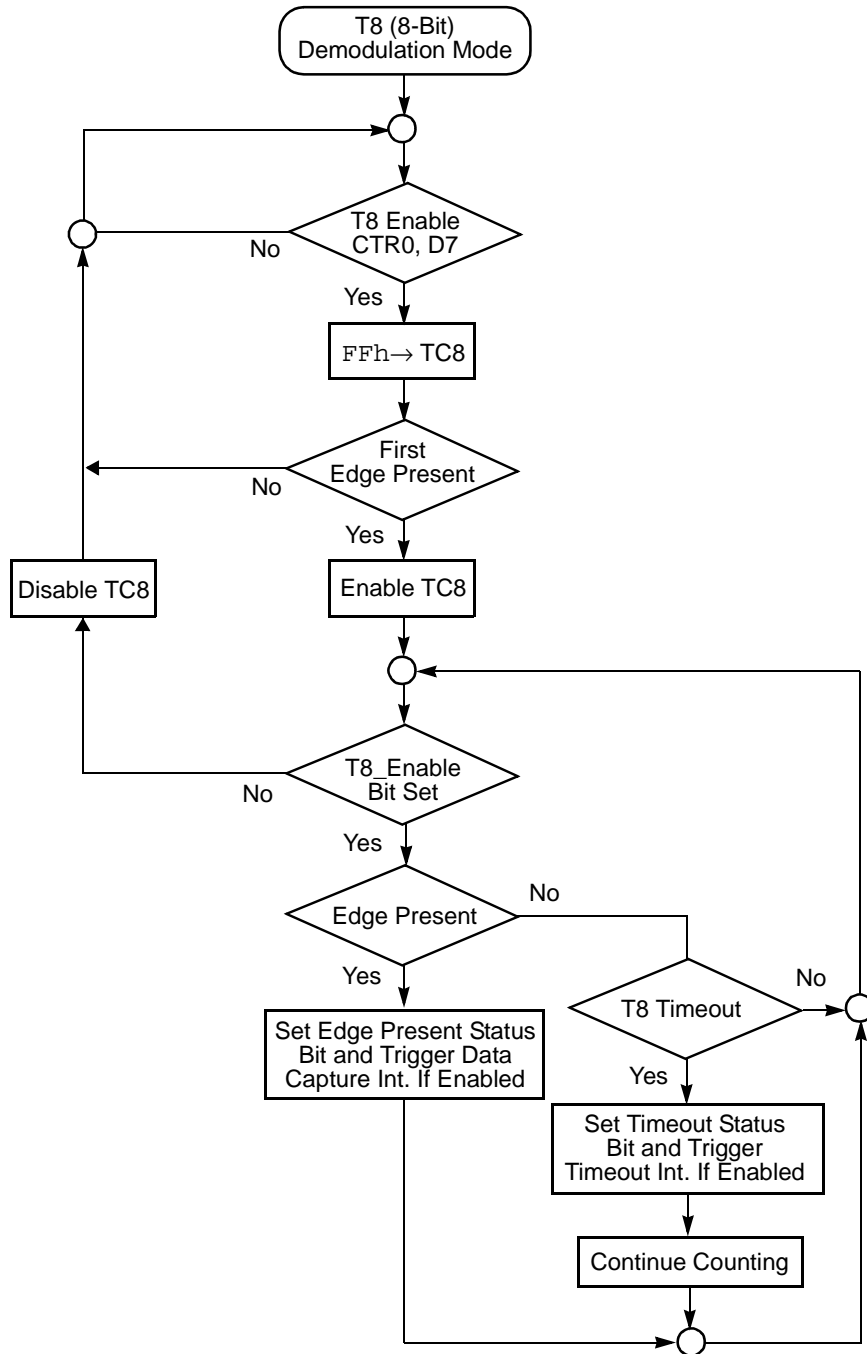 T8 (8-Bit)
Demodulation Mode
T8 Enable
CTR0, D7
No
Yes
FFh→ TC8
First
Edge Present
No
Yes
Disable TC8
Enable TC8
T8_Enable
Bit Set
No
Yes
Edge Present
No
Yes
T8 Timeout
No
Set Edge Present Status
Bit and Trigger Data
Capture Int. If Enabled
Yes
Set Timeout Status
Bit and Trigger
Timeout Int. If Enabled
Continue Counting